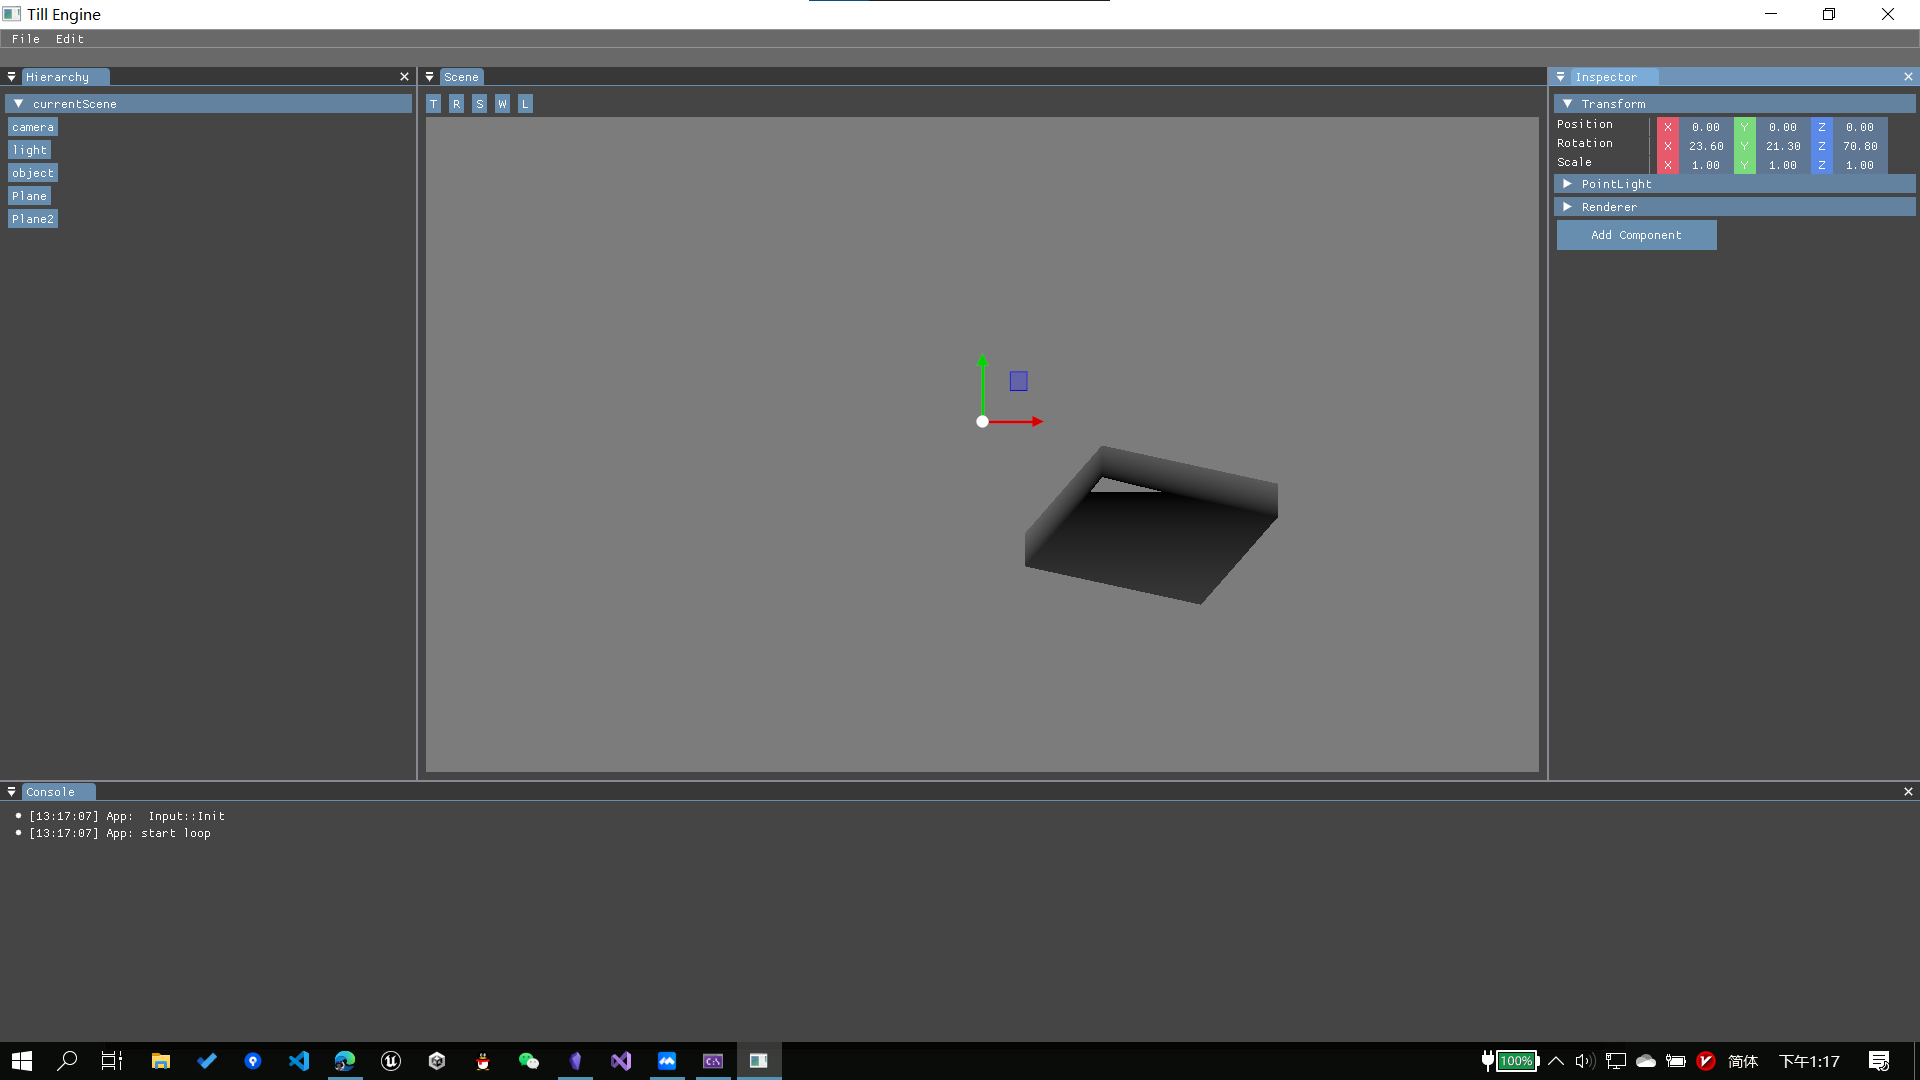 Till Engine
File Edit
Hierarchy
currentScene
camera
light
object
Plane
Plane2
Scene
T R S W L
Inspector
Transform
Position X 0.00 Y 0.00 Z 0.00
Rotation X 23.60 Y 21.30 Z 70.80
Scale X 1.00 Y 1.00 Z 1.00
PointLight
Renderer
Add Component
Console
[13:17:07] App:  Input::Init
[13:17:07] App: start loop
100%
简体
下午1:17